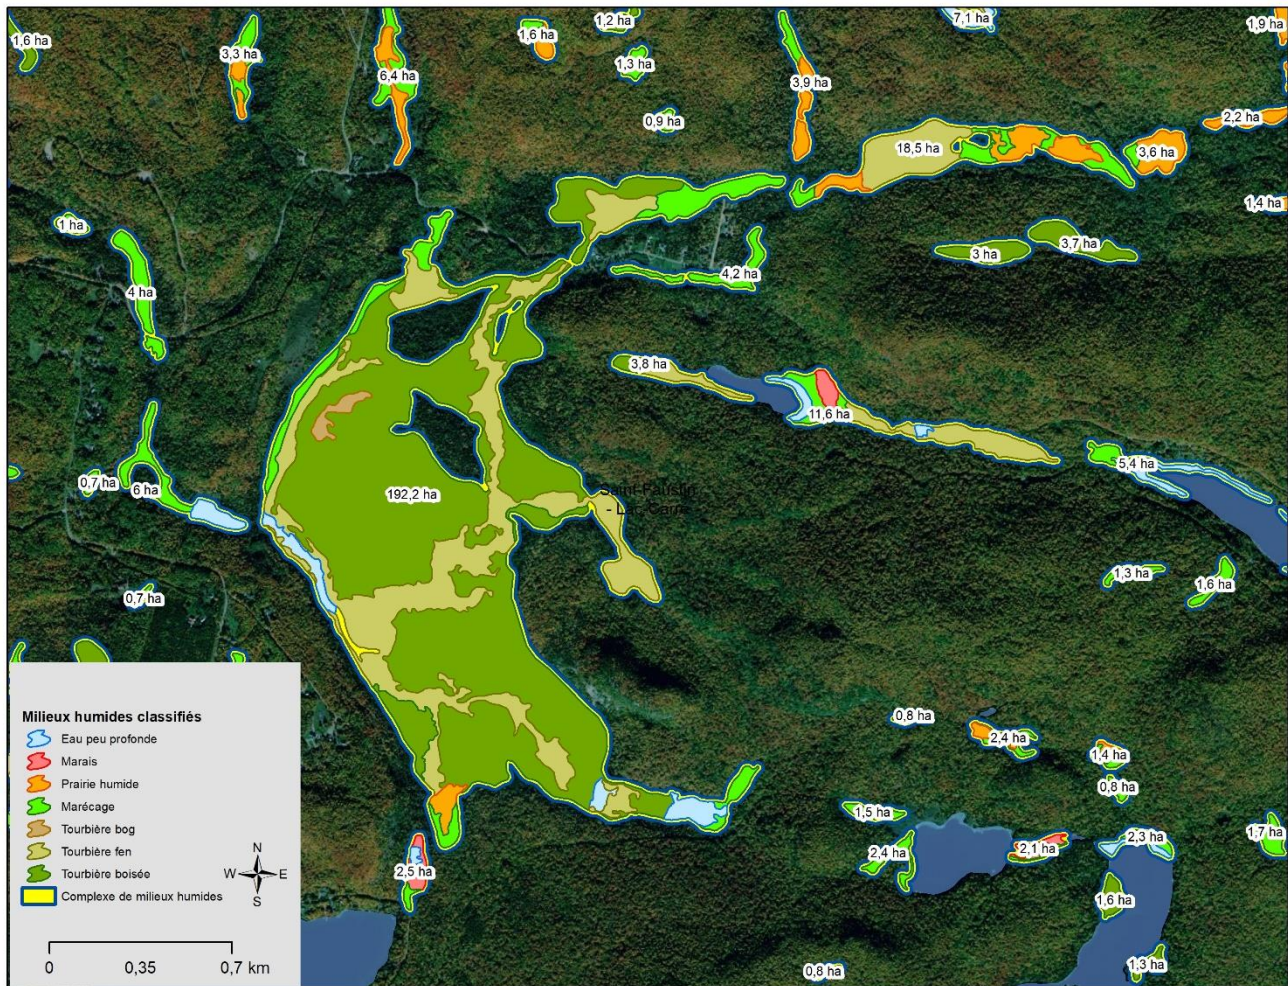 1,6 ha
3,3 ha
6,4 ha
1,6 ha
1,2 ha
1,3 ha
0,9 ha
3,9 ha
7,1 ha
1,9 ha
2,2 ha
18,5 ha
3,6 ha
1,4 ha
1 ha
3 ha
3,7 ha
4 ha
4,2 ha
3,8 ha
11,6 ha
5,4 ha
0,7 ha
6 ha
192,2 ha
0,7 ha
1,3 ha
1,6 ha
0,8 ha
2,4 ha
1,4 ha
0,8 ha
1,5 ha
2,4 ha
2,1 ha
2,3 ha
1,7 ha
2,5 ha
1,6 ha
1,3 ha
0,8 ha
Milieux humides classifiés
Eau peu profonde
Marais
Prairie humide
Marécage
Tourbière bog
Tourbière fen
Tourbière boisée
Complexe de milieux humides
N
W E
S
0 0,35 0,7 km